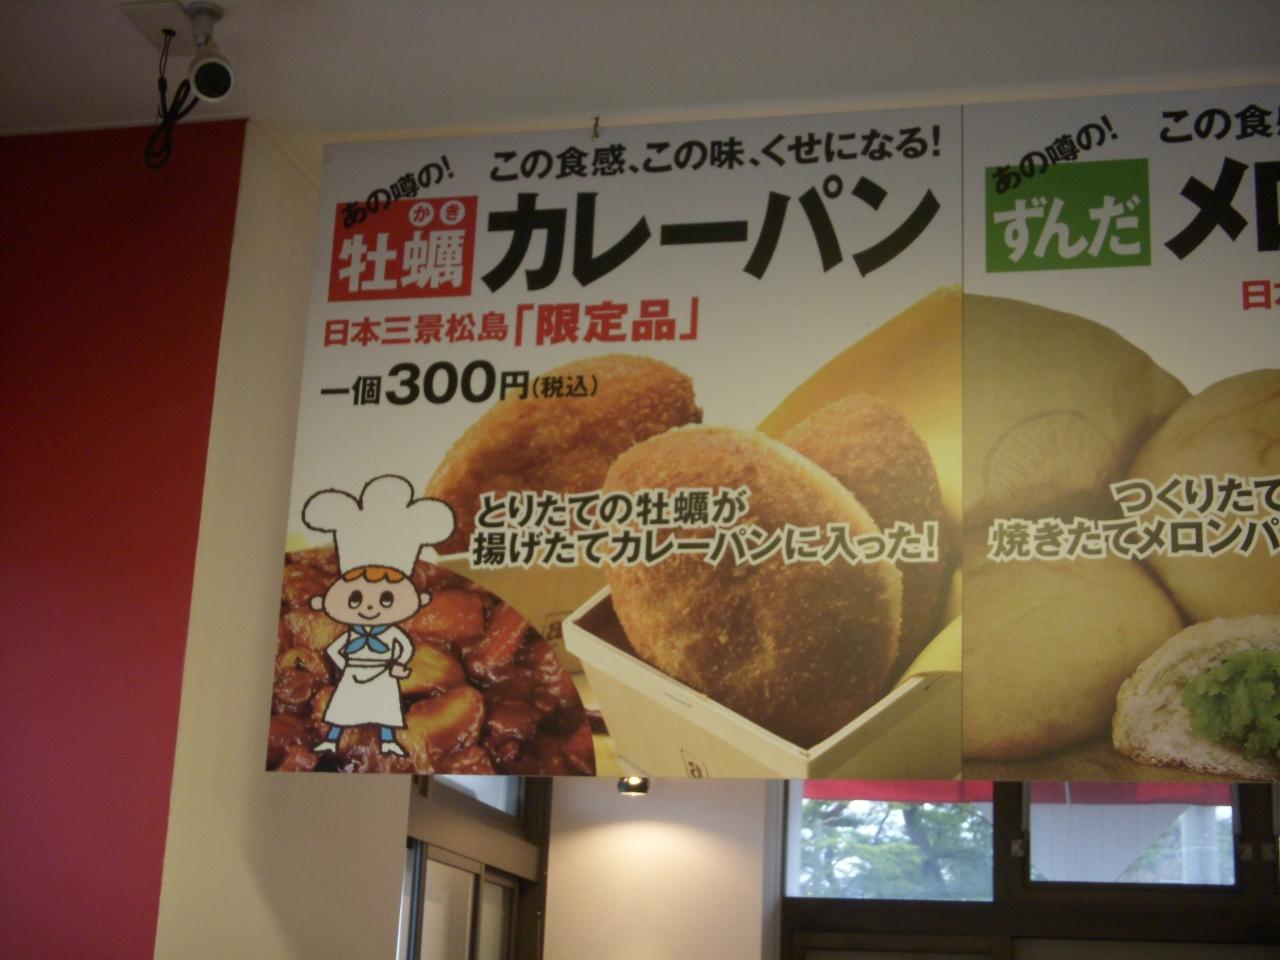 あの噂の!
この食感、この味、くせになる!
かき
牡蠣
カレーパン
日本三景松島「限定品」
一個300円(税込)
とりたての牡蠣が
揚げたてカレーパンに入った!
a
あの噂の!
この食
ずんだ
メロ
日
つくりたて
焼きたてメロンパ